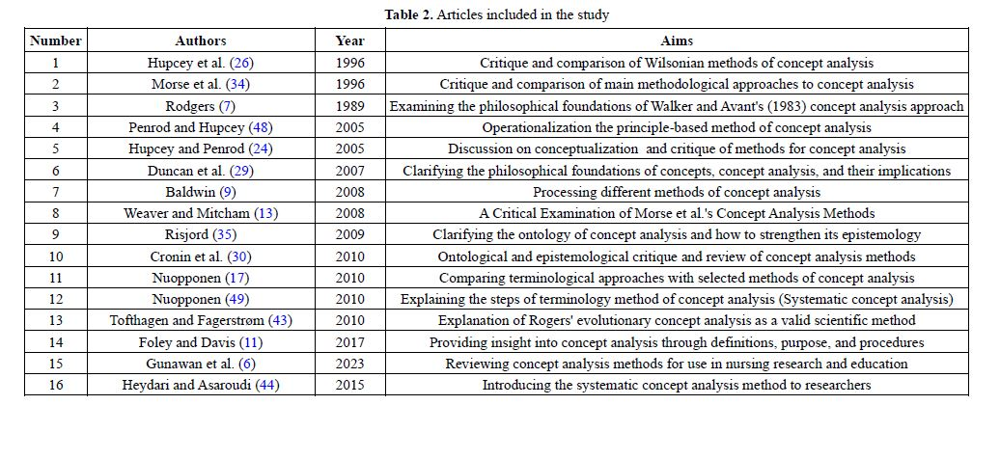 Table 2. Articles included in the study
Number Authors Year Aims
1 Hupcey et al. (26) 1996 Critique and comparison of Wilsonian methods of concept analysis
2 Morse et al. (34) 1996 Critique and comparison of main methodological approaches to concept analysis
3 Rodgers (7) 1989 Examining the philosophical foundations of Walker and Avant's (1983) concept analysis approach
4 Penrod and Hupcey (48) 2005 Operationalization the principle-based method of concept analysis
5 Hupcey and Penrod (24) 2005 Discussion on conceptualization and critique of methods for concept analysis
6 Duncan et al. (29) 2007 Clarifying the philosophical foundations of concepts, concept analysis, and their implications
7 Baldwin (9) 2008 Processing different methods of concept analysis
8 Weaver and Mitcham (13) 2008 A Critical Examination of Morse et al.'s Concept Analysis Methods
9 Risjord (35) 2009 Clarifying the ontology of concept analysis and how to strengthen its epistemology
10 Cronin et al. (30) 2010 Ontological and epistemological critique and review of concept analysis methods
11 Nuopponen (17) 2010 Comparing terminological approaches with selected methods of concept analysis
12 Nuopponen (49) 2010 Explaining the steps of terminology method of concept analysis (Systematic concept analysis)
13 Tofthagen and Fagerstrøm (43) 2010 Explanation of Rogers' evolutionary concept analysis as a valid scientific method
14 Foley and Davis (11) 2017 Providing insight into concept analysis through definitions, purpose, and procedures
15 Gunawan et al. (6) 2023 Reviewing concept analysis methods for use in nursing research and education
16 Heydari and Asaroudi (44) 2015 Introducing the systematic concept analysis method to researchers